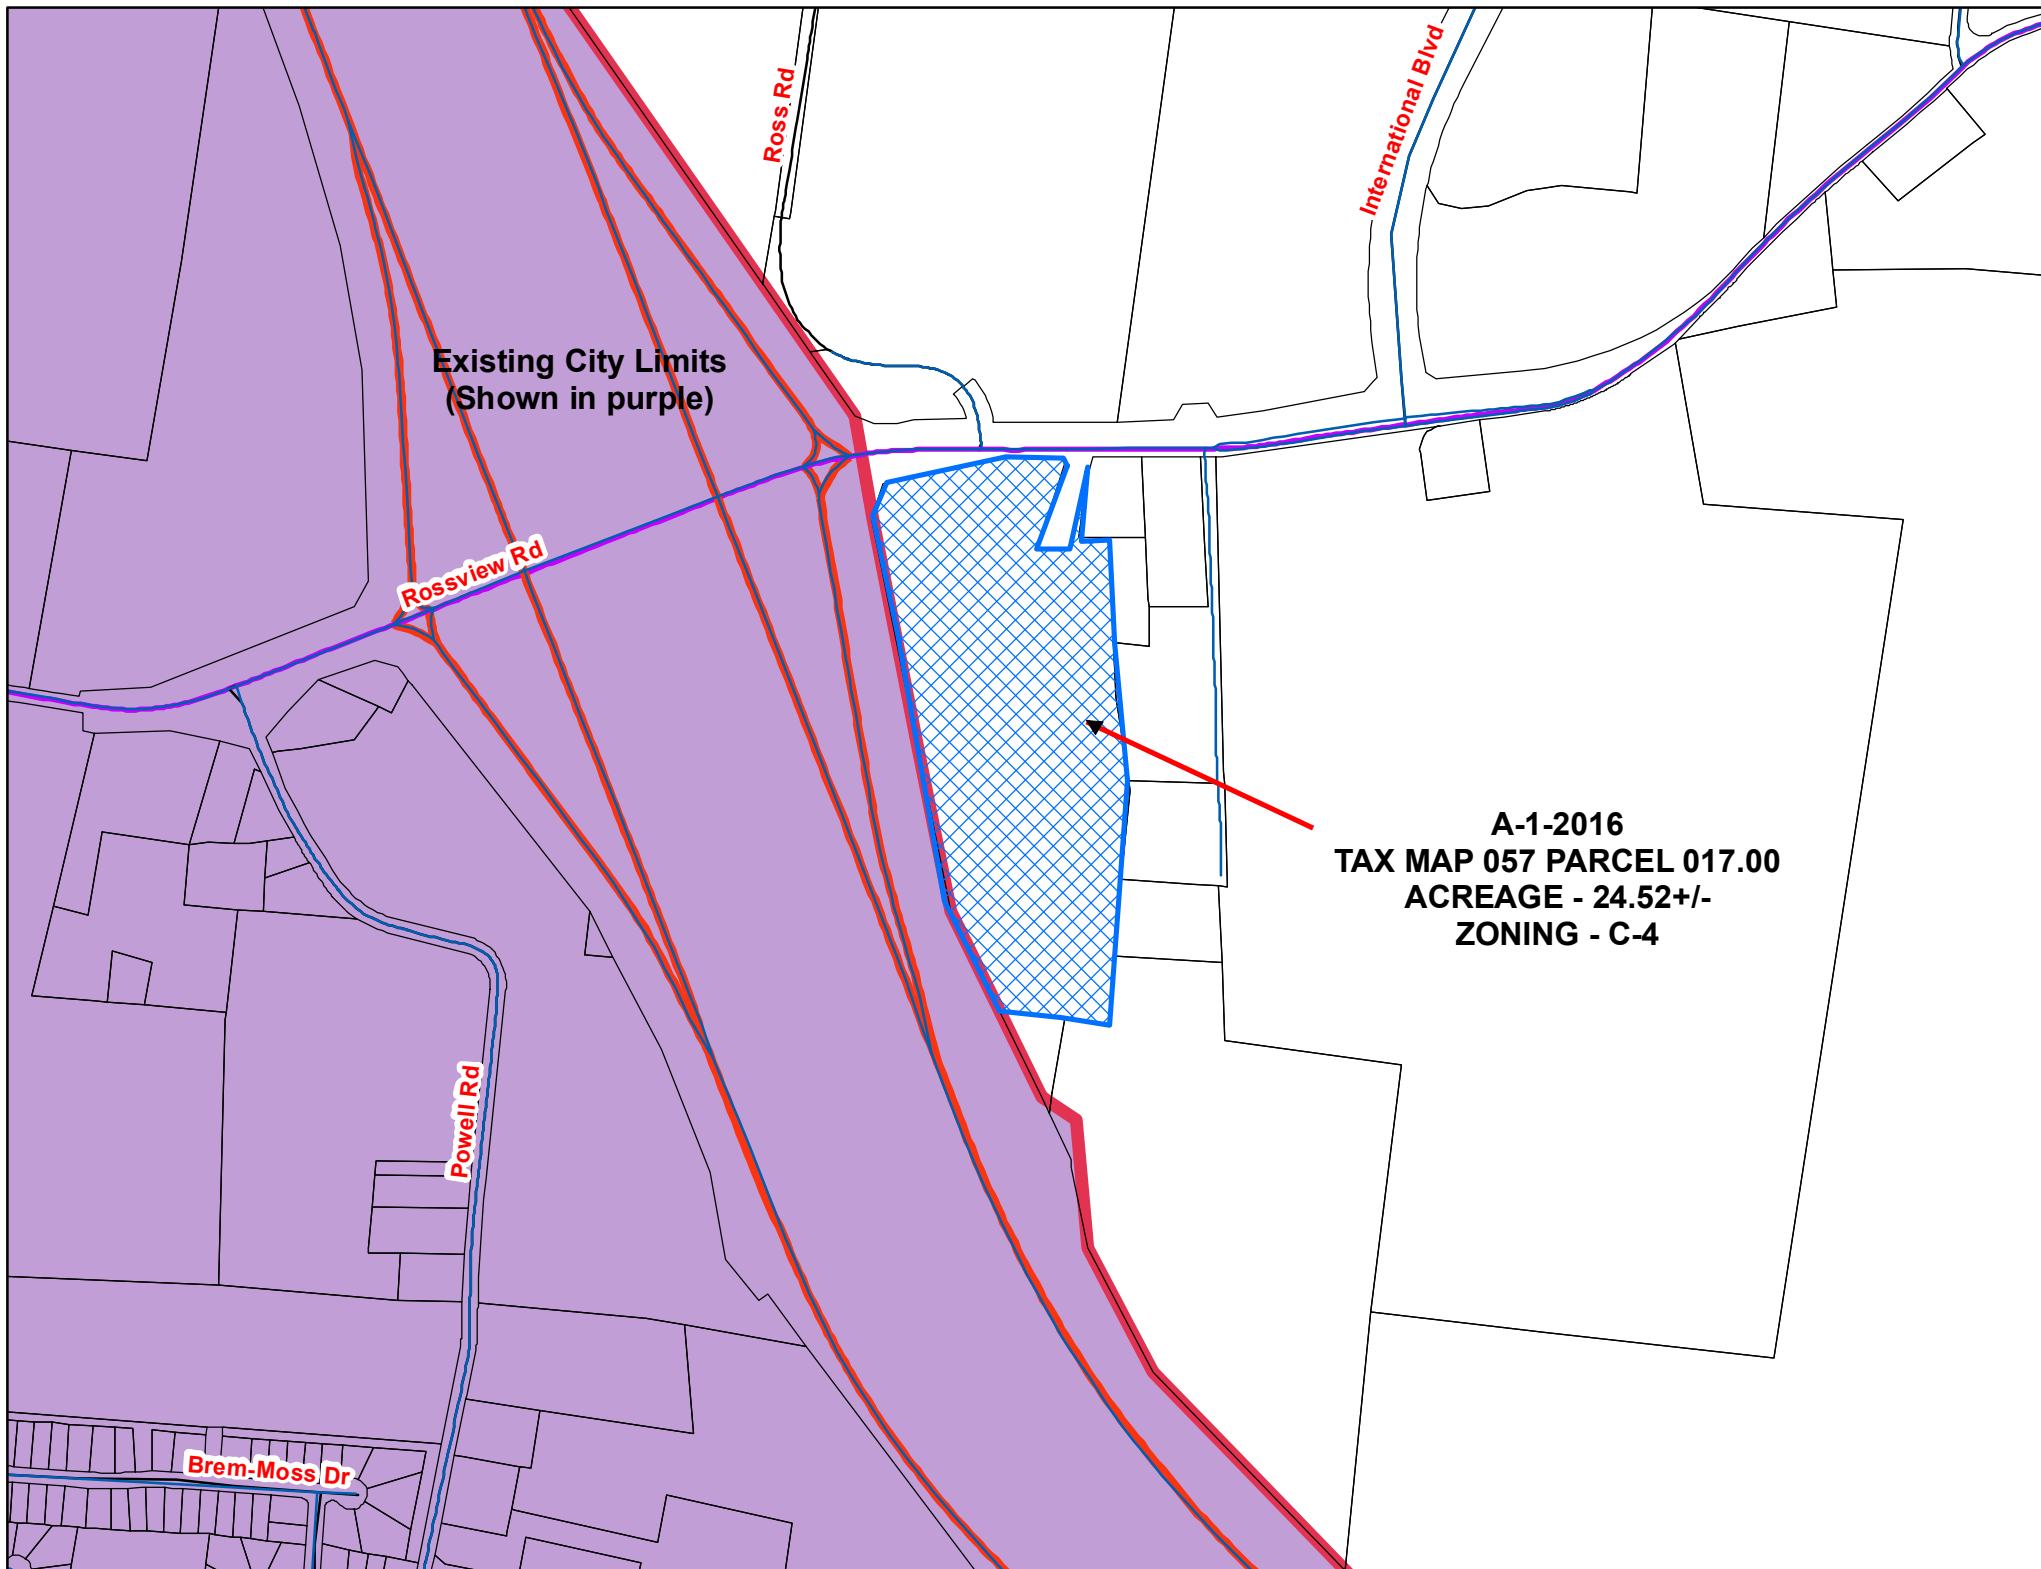 Ross Rd
International Blvd
Existing City Limits
(Shown in purple)
Rossview Rd
A-1-2016
TAX MAP 057 PARCEL 017.00
ACREAGE - 24.52+/-
ZONING - C-4
Powell Rd
Brem-Moss Dr